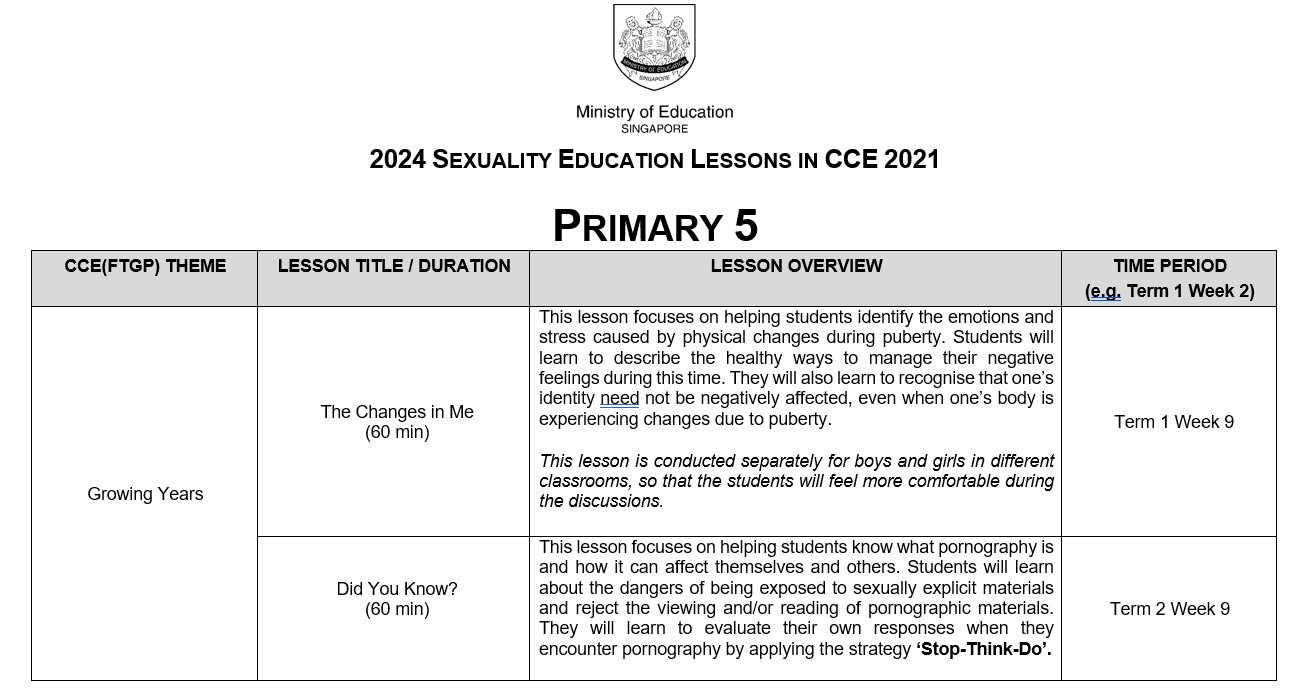 MINISTRY OF EDUCATION
SINGAPORE
Ministry of Education
SINGAPORE
2024 SEXUALITY EDUCATION LESSONS IN CCE 2021
PRIMARY 5
CCE(FTGP) THEME
LESSON TITLE / DURATION
LESSON OVERVIEW
TIME PERIOD
(e.g. Term 1 Week 2)
Growing Years
The Changes in Me
(60 min)
This lesson focuses on helping students identify the emotions and
stress caused by physical changes during puberty. Students will
learn to describe the healthy ways to manage their negative
feelings during this time. They will also learn to recognise that one’s
identity need not be negatively affected, even when one’s body is
experiencing changes due to puberty.
This lesson is conducted separately for boys and girls in different
classrooms, so that the students will feel more comfortable during
the discussions.
Term 1 Week 9
Did You Know?
(60 min)
This lesson focuses on helping students know what pornography is
and how it can affect themselves and others. Students will learn
about the dangers of being exposed to sexually explicit materials
and reject the viewing and/or reading of pornographic materials.
They will learn to evaluate their own responses when they
encounter pornography by applying the strategy ‘Stop-Think-Do’.
Term 2 Week 9